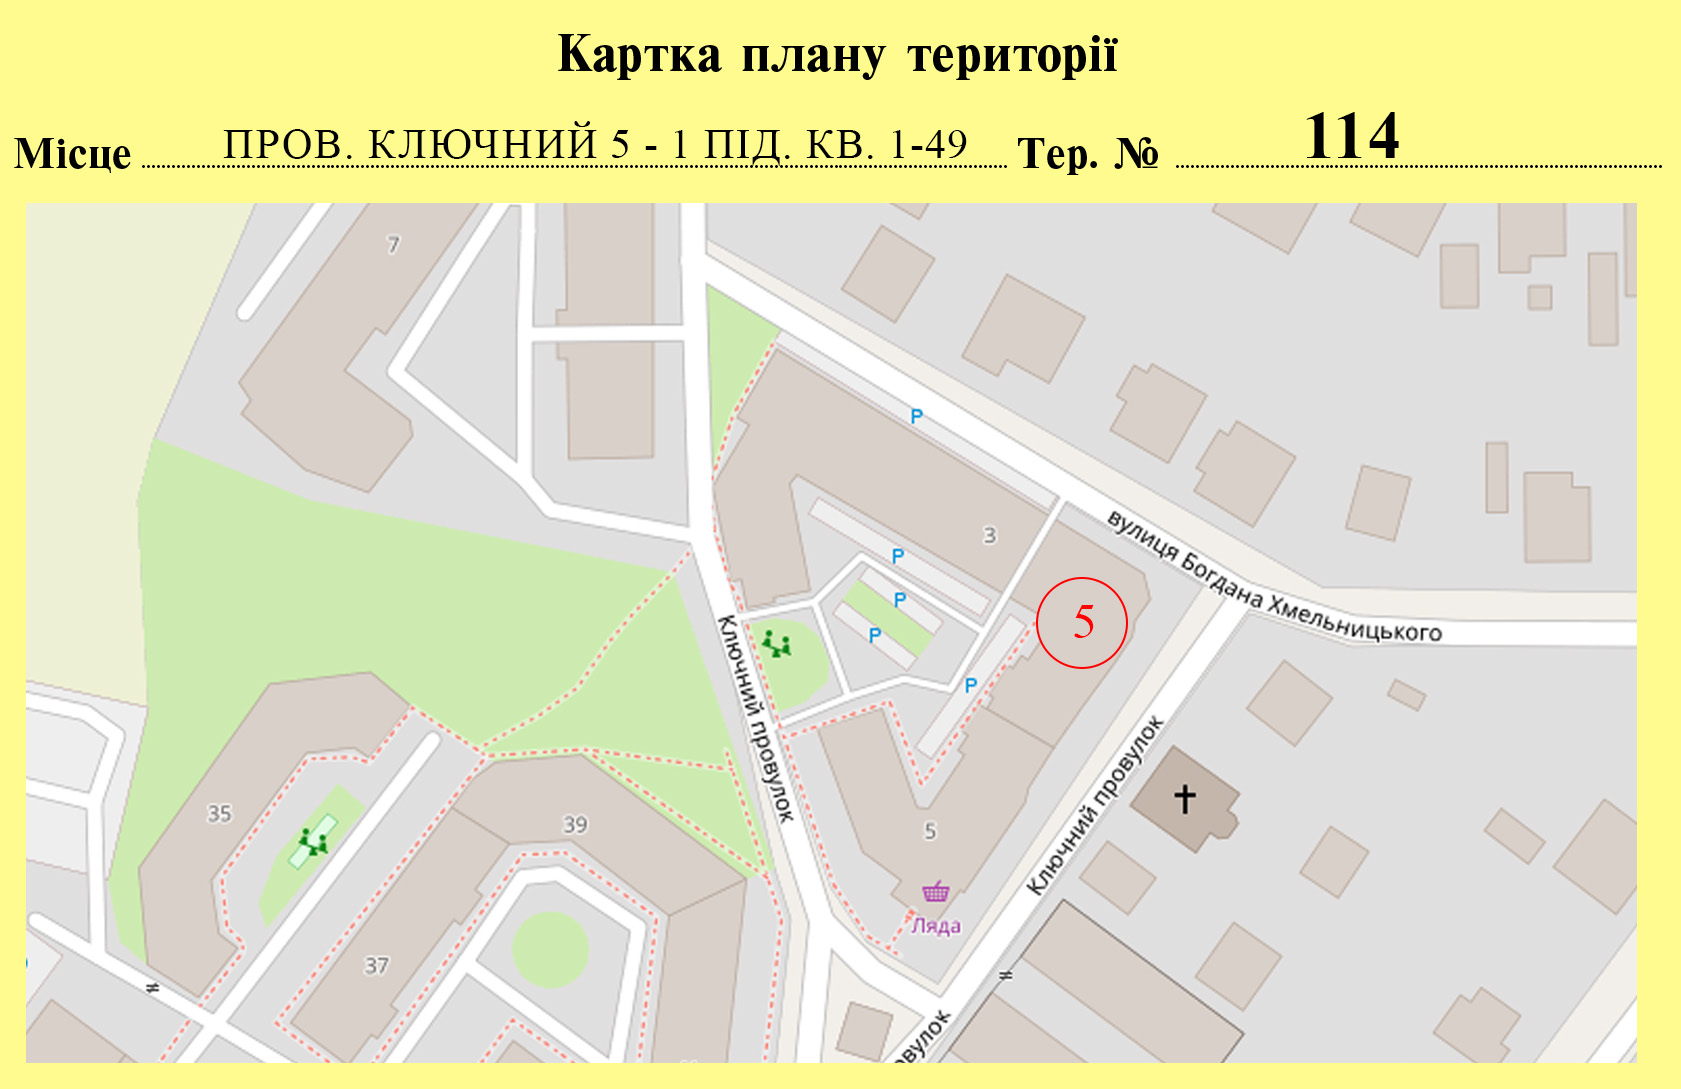 Картка плану території
Місце ПРОВ. КЛЮЧНИЙ 5 - 1 ПІД. КВ. 1-49 Тер. № 114
7
P
3
вулиця Богдана Хмельницького
P
P
P
P
5
Ключний провулок
Ключний провулок
35
39
5
Ляда
37
овулок